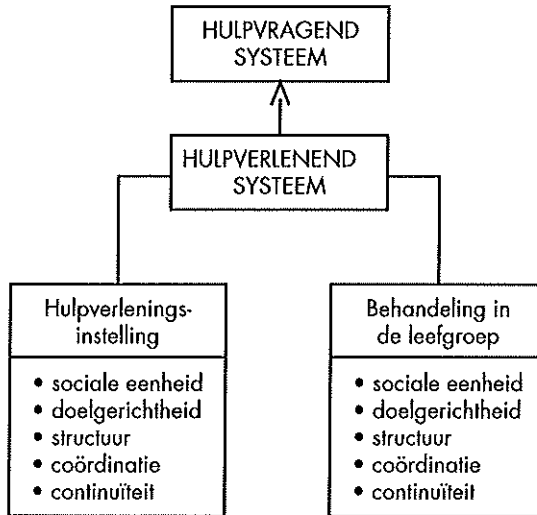 HULPVRAGEND
SYSTEEM
HULPVERLENEND
SYSTEEM
Hulpverlenings-
instelling
• sociale eenheid
• doelgerichtheid
• structuur
• coördinatie
• continuïteit
Behandeling in
de leefgroep
• sociale eenheid
• doelgerichtheid
• structuur
• coördinatie
• continuïteit